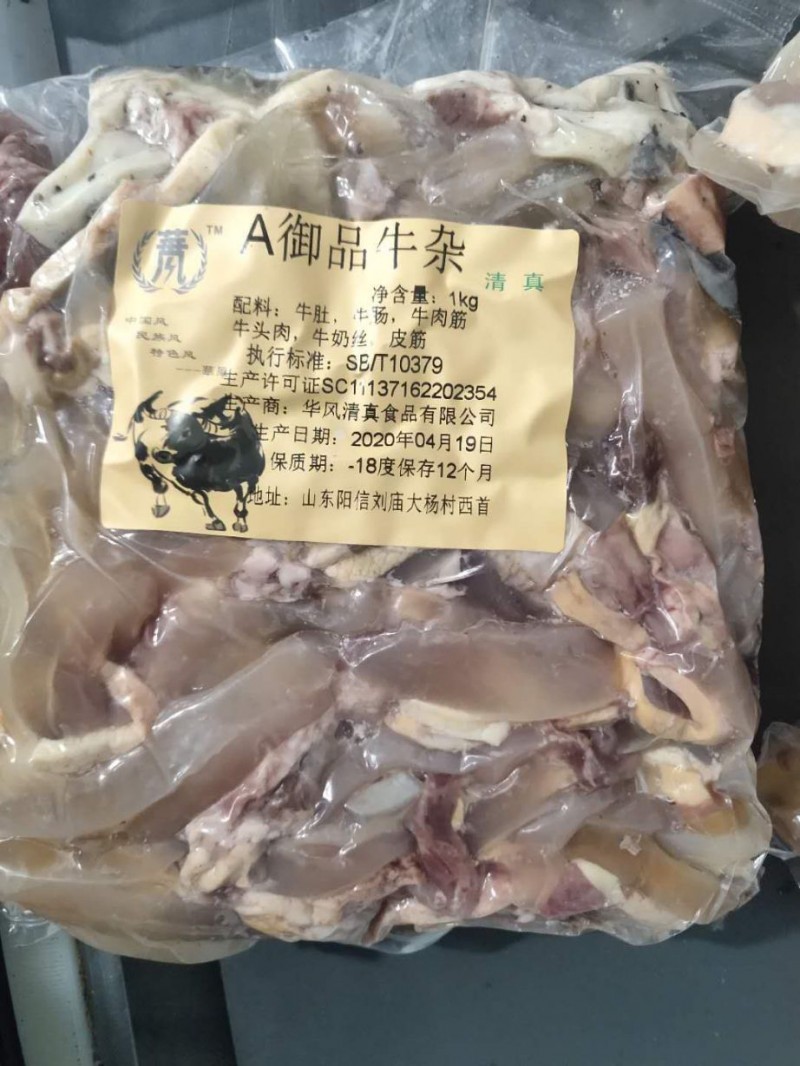 華風 TM
A御品牛杂
清真
净含量：1kg
配料：牛肚，牛肠，牛肉筋
牛头肉，牛奶丝，皮筋
中国风
民族风
特色风
执行标准：SB/T10379
生产许可证SC11137162202354
生产商：华风清真食品有限公司
生产日期：2020年04月19日
保质期：-18度保存12个月
地址：山东阳信刘庙大杨村西首